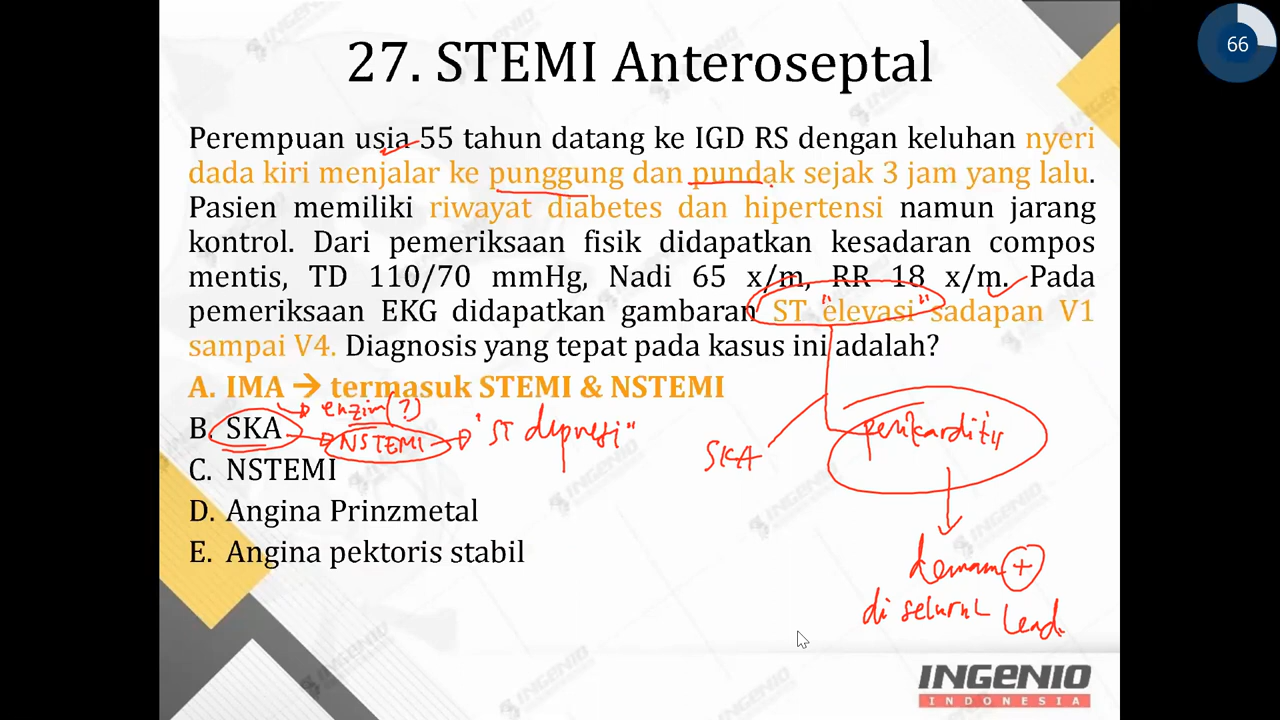 66
27. STEMI Anteroseptal
Perempuan usia 55 tahun datang ke IGD RS dengan keluhan nyeri
dada kiri menjalar ke punggung dan pundak sejak 3 jam yang lalu.
Pasien memiliki riwayat diabetes dan hipertensi namun jarang
kontrol. Dari pemeriksaan fisik didapatkan kesadaran compos
mentis, TD 110/70 mmHg, Nadi 65 x/m, RR 18 x/m. Pada
pemeriksaan EKG didapatkan gambaran ST "elevasi" sadapan V1
sampai V4. Diagnosis yang tepat pada kasus ini adalah?
A. IMA → termasuk STEMI & NSTEMI
enzim (?)
B. SKA → NSTEMI → "ST depresi"
C. NSTEMI
D. Angina Prinzmetal
E. Angina pektoris stabil
SKA
perikarditis
demam +
di seluruh Lead
INGENIO
INDONESIA